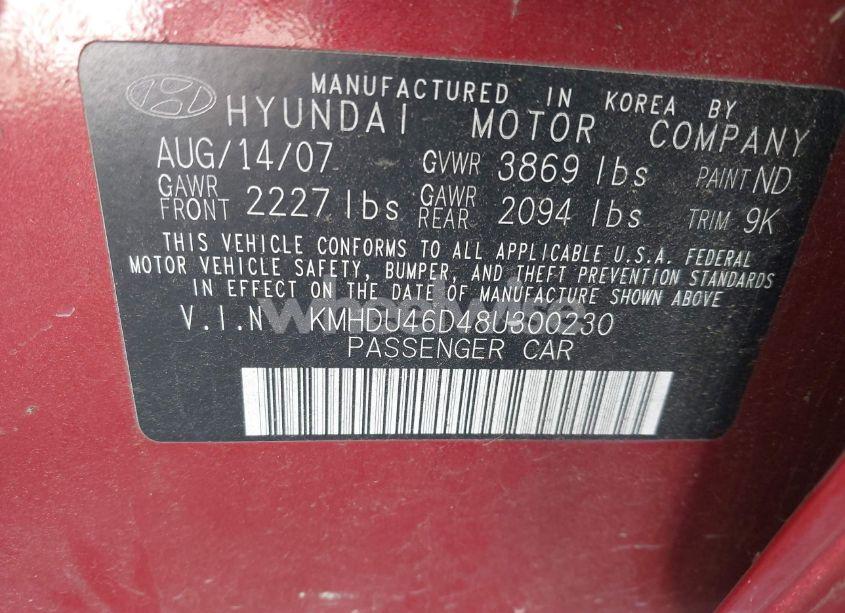 MANUFACTURED IN KOREA BY
HYUNDAI MOTOR COMPANY
AUG/14/07 GVWR 3869 lbs PAINT ND
GAWR FRONT 2227 lbs GAWR REAR 2094 lbs TRIM 9K
THIS VEHICLE CONFORMS TO ALL APPLICABLE U.S.A. FEDERAL
MOTOR VEHICLE SAFETY, BUMPER, AND THEFT PREVENTION STANDARDS
IN EFFECT ON THE DATE OF MANUFACTURE SHOWN ABOVE
V.I.N KMHDU46D48U300230
PASSENGER CAR